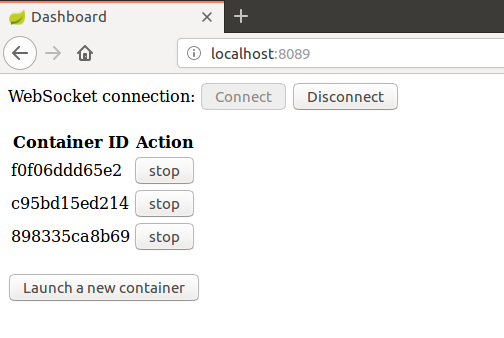 Dashboard
localhost:8089
WebSocket connection: Connect Disconnect
Container ID Action
f0f06ddd65e2 stop
c95bd15ed214 stop
898335ca8b69 stop
Launch a new container